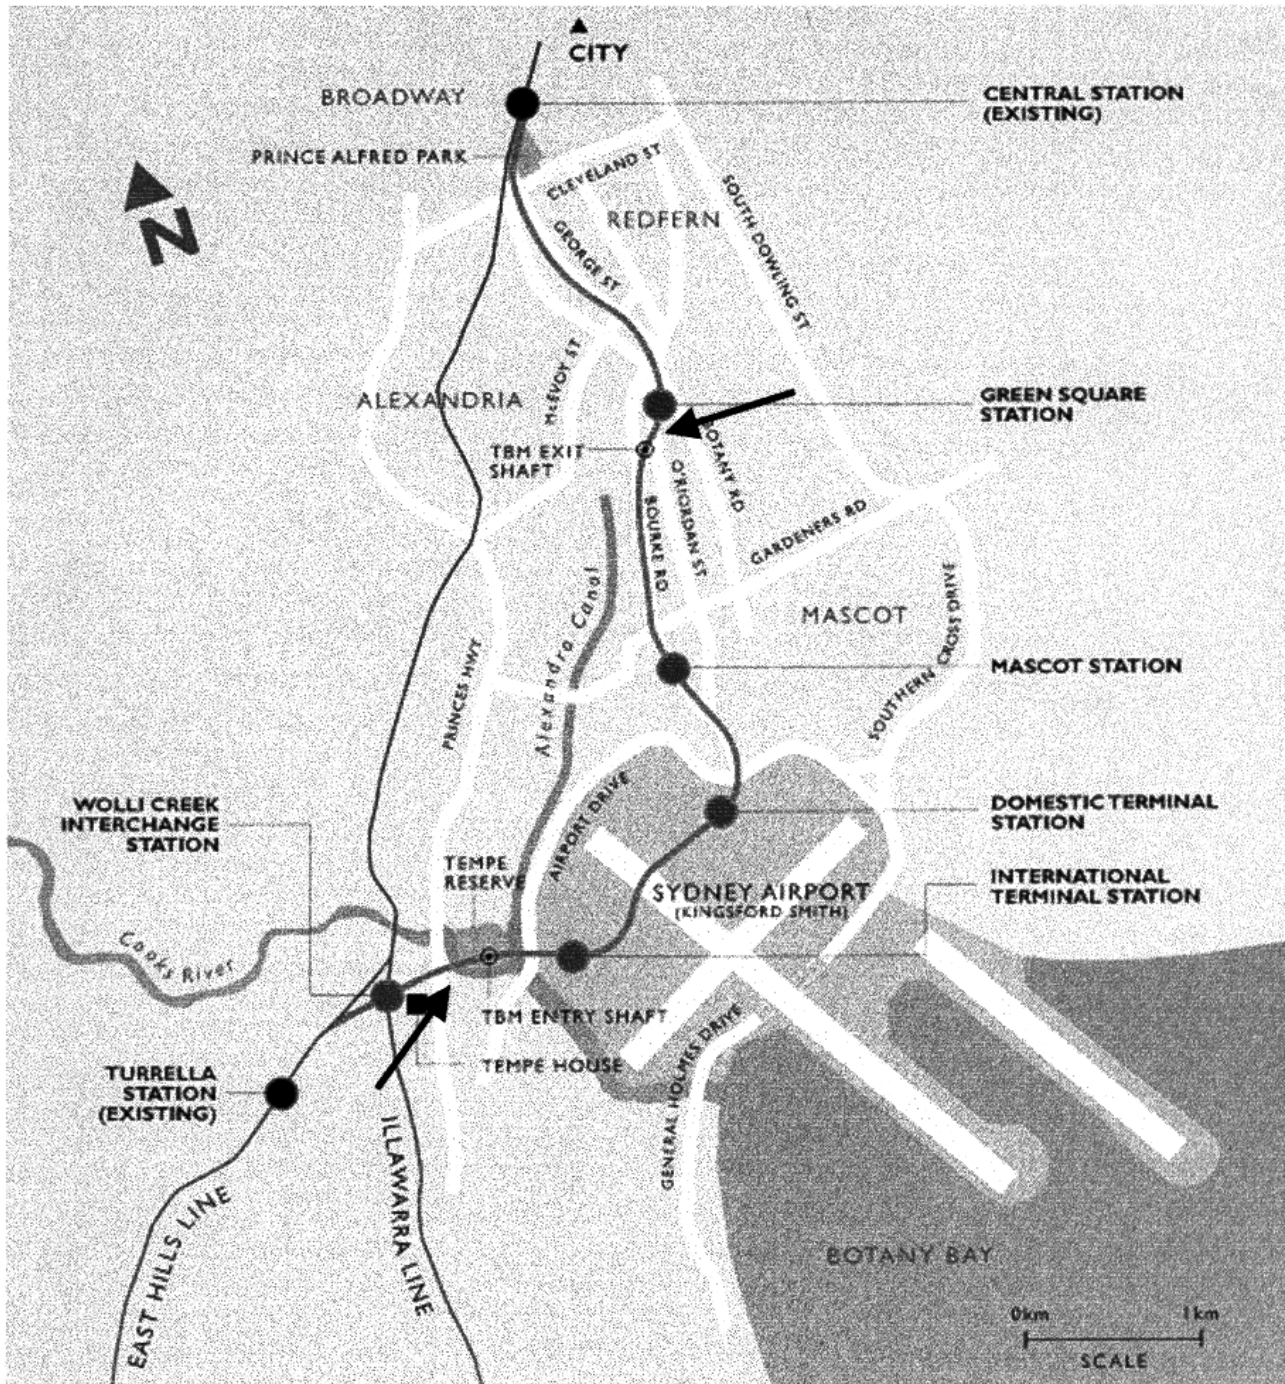 CITY
BROADWAY
CENTRAL STATION
(EXISTING)
PRINCE ALFRED PARK
CLEVELAND ST
N
REDFERN
SOUTH DOWLING ST
GEORGE ST
McEVOY ST
ALEXANDRIA
GREEN SQUARE
STATION
TBM EXIT
SHAFT
BOTANY RD
O'RIORDAN ST
BOURKE RD
GARDENERS RD
Alexandra Canal
MASCOT
SOUTHERN CROSS DRIVE
PRINCES HWY
MASCOT STATION
WOLLI CREEK
INTERCHANGE
STATION
AIRPORT DRIVE
DOMESTIC TERMINAL
STATION
TEMPE
RESERVE
SYDNEY AIRPORT
(KINGSFORD SMITH)
INTERNATIONAL
TERMINAL STATION
Cooks River
TBM ENTRY SHAFT
TEMPE HOUSE
GENERAL HOLMES DRIVE
TURRELLA
STATION
(EXISTING)
ILLAWARRA LINE
EAST HILLS LINE
BOTANY BAY
0km 1km
SCALE